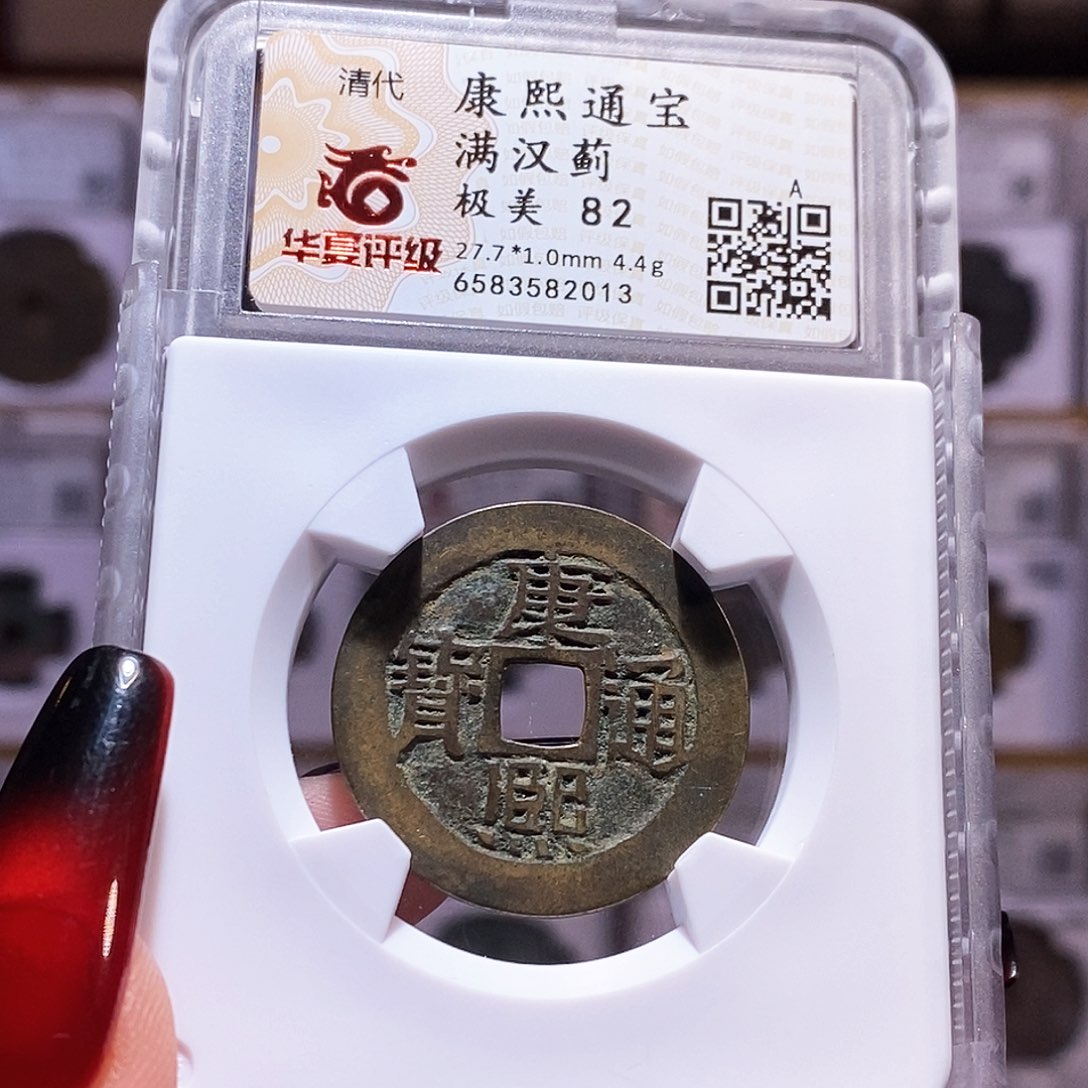 清代
华夏评级
康熙通宝
满汉蓟
极美 82
27.7*1.0mm 4.4g
6583582013
A
康
寶 通
熙